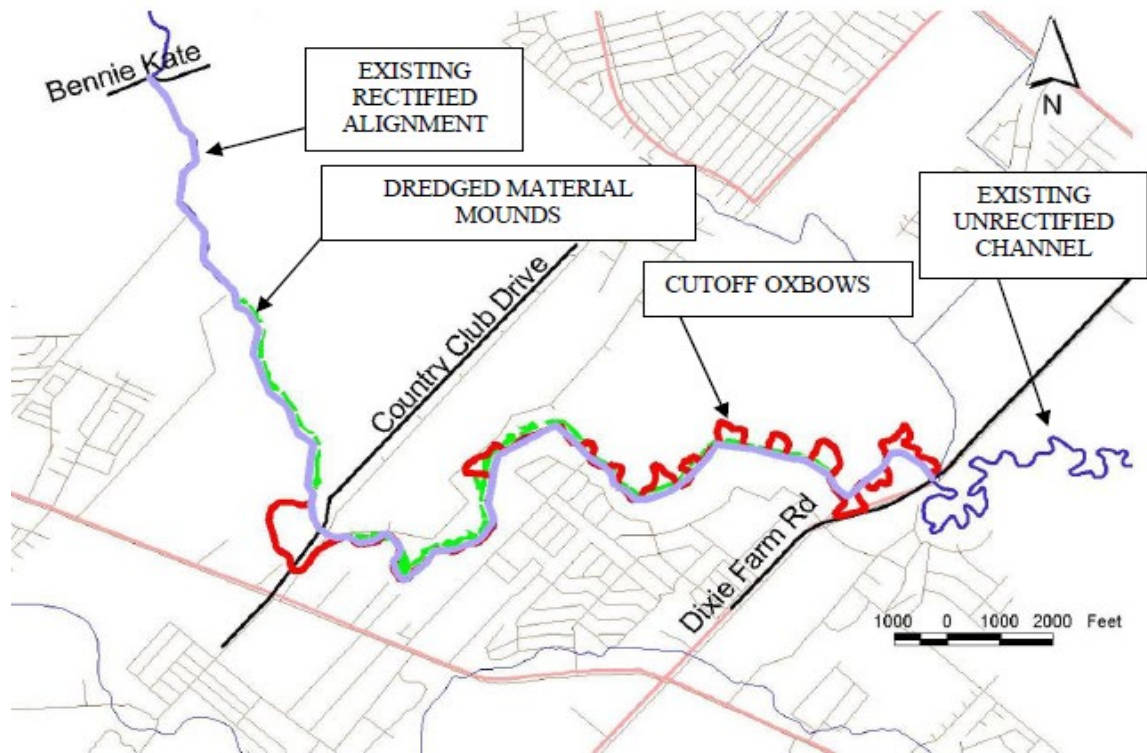 Bennie Kate
EXISTING
RECTIFIED
ALIGNMENT
DREDGED MATERIAL
MOUNDS
EXISTING
UNRECTIFIED
CHANNEL
N
Country Club Drive
CUTOFF OXBOWS
Dixie Farm Rd
1000 0 1000 2000 Feet